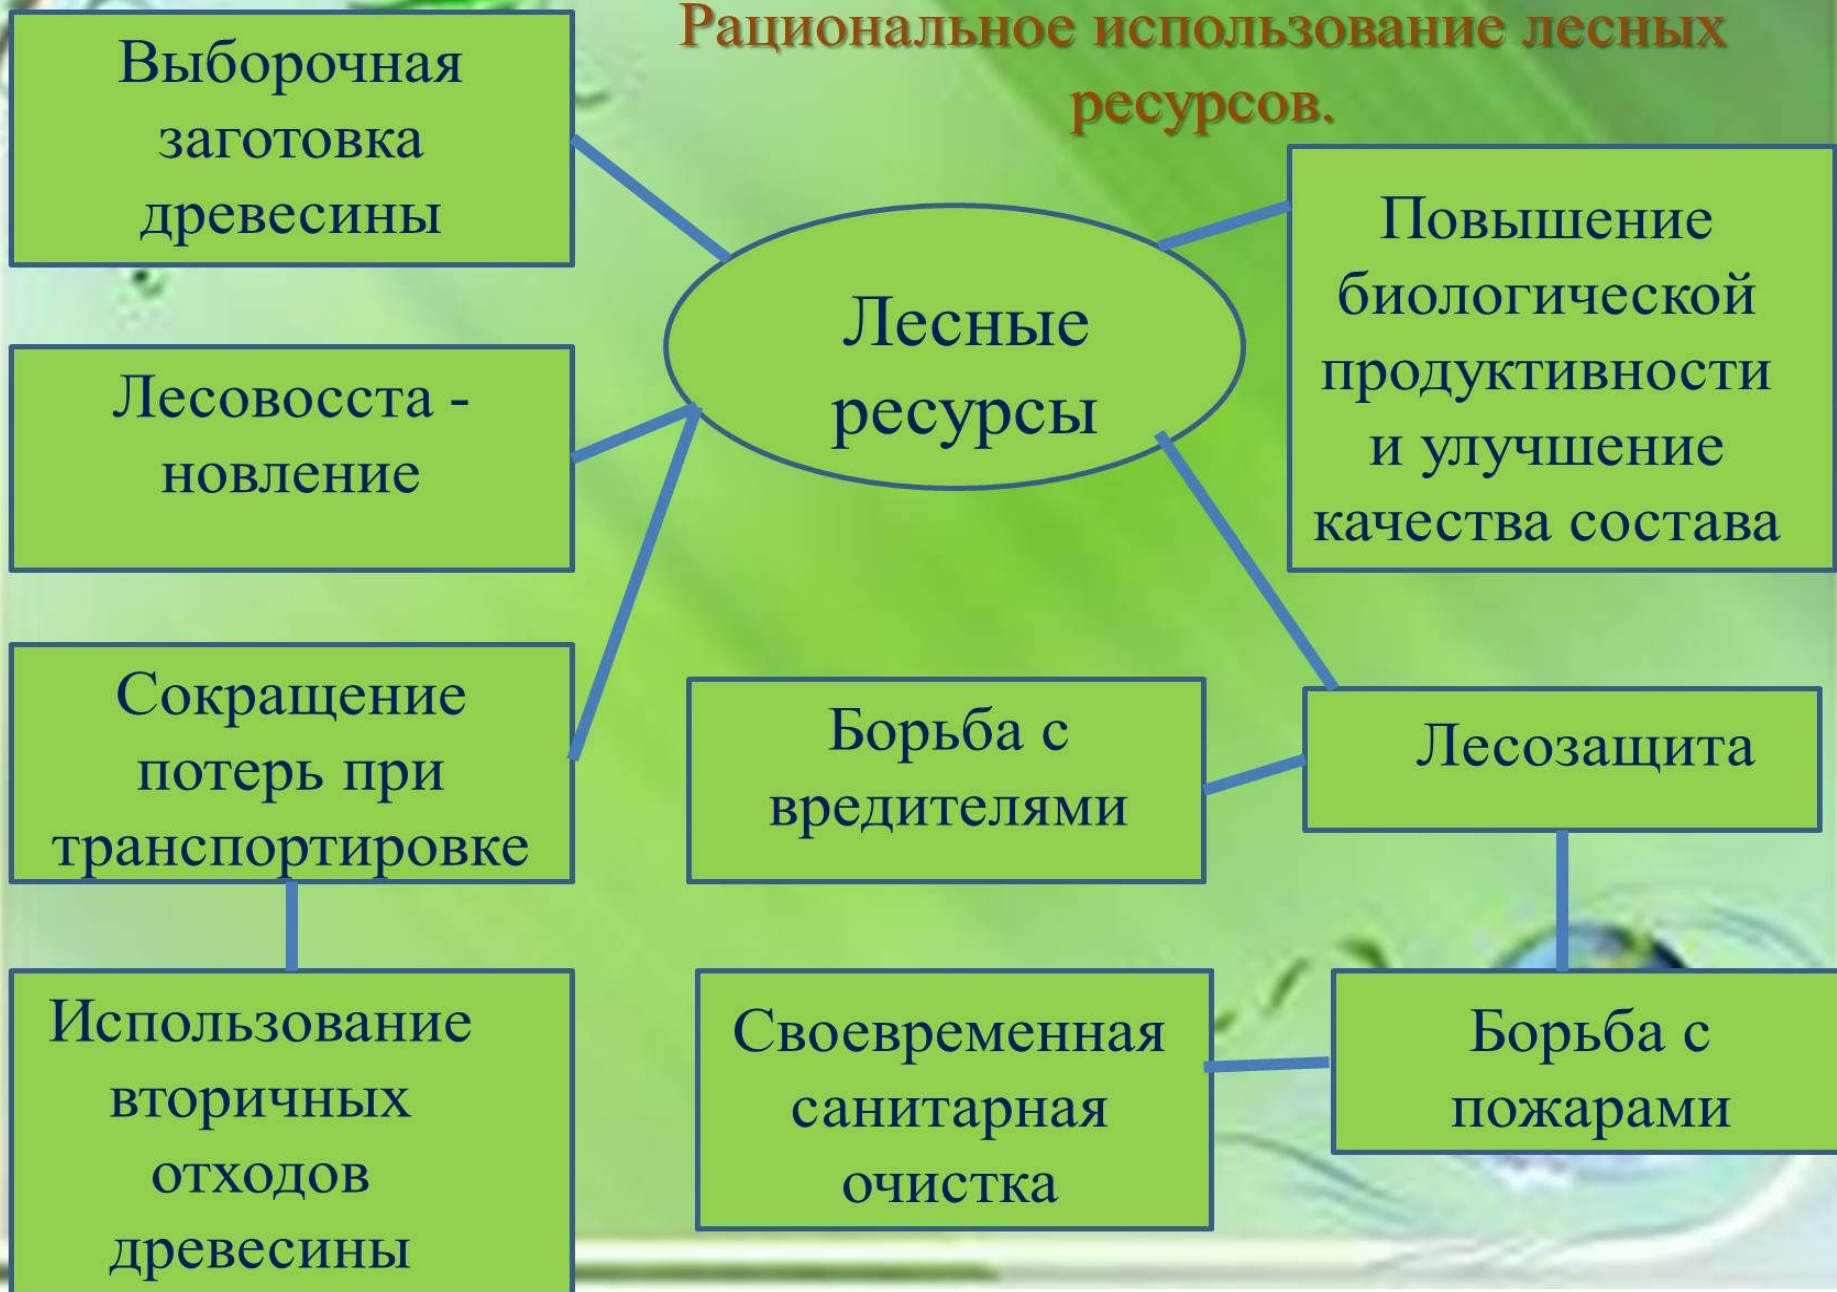 Рациональное использование лесных
ресурсов.
Выборочная
заготовка
древесины
Лесные
ресурсы
Повышение
биологической
продуктивности
и улучшение
качества состава
Лесовосста -
новление
Сокращение
потерь при
транспортировке
Борьба с
вредителями
Лесозащита
Использование
вторичных
отходов
древесины
Своевременная
санитарная
очистка
Борьба с
пожарами